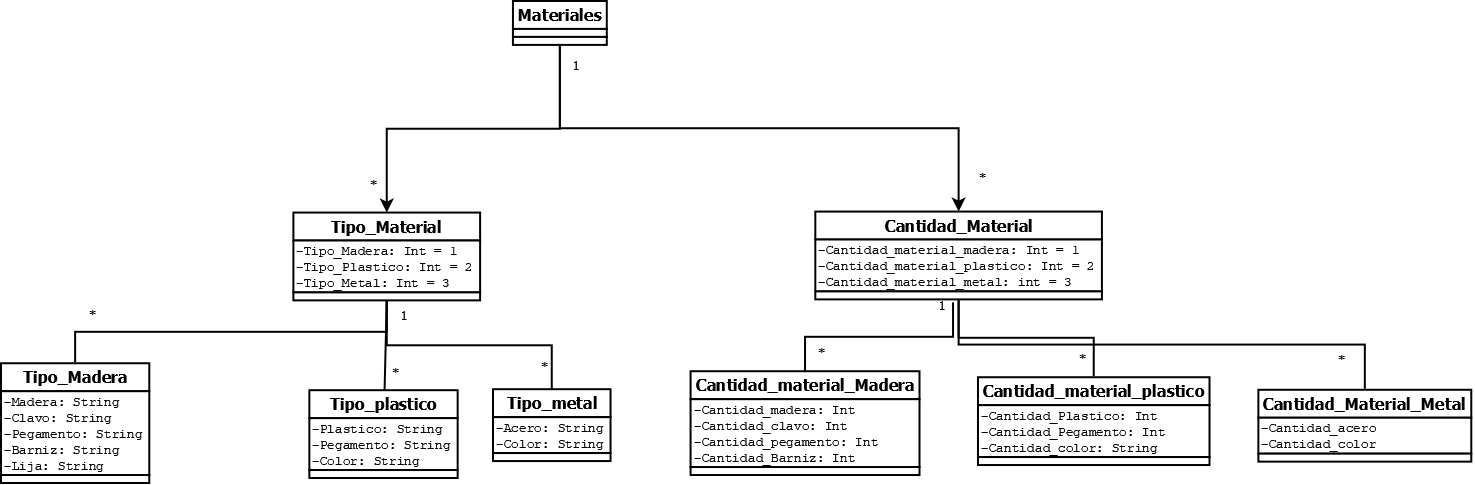 Materiales
1
*
*
Tipo_Material
-Tipo_Madera: Int = 1
-Tipo_Plastico: Int = 2
-Tipo_Metal: Int = 3
Cantidad_Material
-Cantidad_material_madera: Int = 1
-Cantidad_material_plastico: Int = 2
-Cantidad_material_metal: int = 3
*
1
*
*
1
*
*
*
Tipo_Madera
-Madera: String
-Clavo: String
-Pegamento: String
-Barniz: String
-Lija: String
Tipo_plastico
-Plastico: String
-Pegamento: String
-Color: String
Tipo_metal
-Acero: String
-Color: String
Cantidad_material_Madera
-Cantidad_madera: Int
-Cantidad_clavo: Int
-Cantidad_pegamento: Int
-Cantidad_Barniz: Int
Cantidad_material_plastico
-Cantidad_Plastico: Int
-Cantidad_Pegamento: Int
-Cantidad_color: String
Cantidad_Material_Metal
-Cantidad_acero
-Cantidad_color